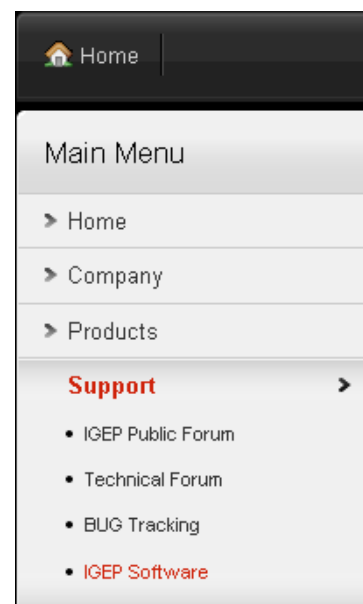 Home
Main Menu
Home
Company
Products
Support
IGEP Public Forum
Technical Forum
BUG Tracking
IGEP Software